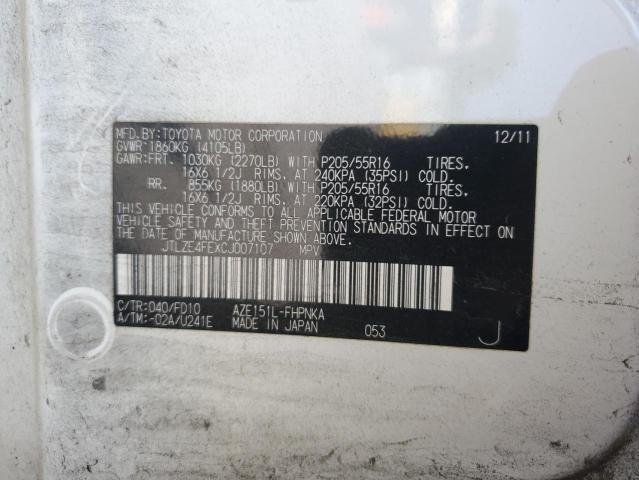 MFD.BY:TOYOTA MOTOR CORPORATION 12/11
GVWR 1860KG (4105LB)
GAWR:FRT. 1030KG (2270LB) WITH P205/55R16 TIRES,
16X6 1/2J RIMS, AT 240KPA (35PSI) COLD.
RR. 855KG (1880LB) WITH P205/55R16 TIRES,
16X6 1/2J RIMS, AT 220KPA (32PSI) COLD.
THIS VEHICLE CONFORMS TO ALL APPLICABLE FEDERAL MOTOR
VEHICLE SAFETY AND THEFT PREVENTION STANDARDS IN EFFECT ON
THE DATE OF MANUFACTURE SHOWN ABOVE.
JTLZE4FEXCJ007107 MPV
C/TR:040/FD10 AZE151L-FHPNKA
A/TM:-02A/U241E MADE IN JAPAN 053 J